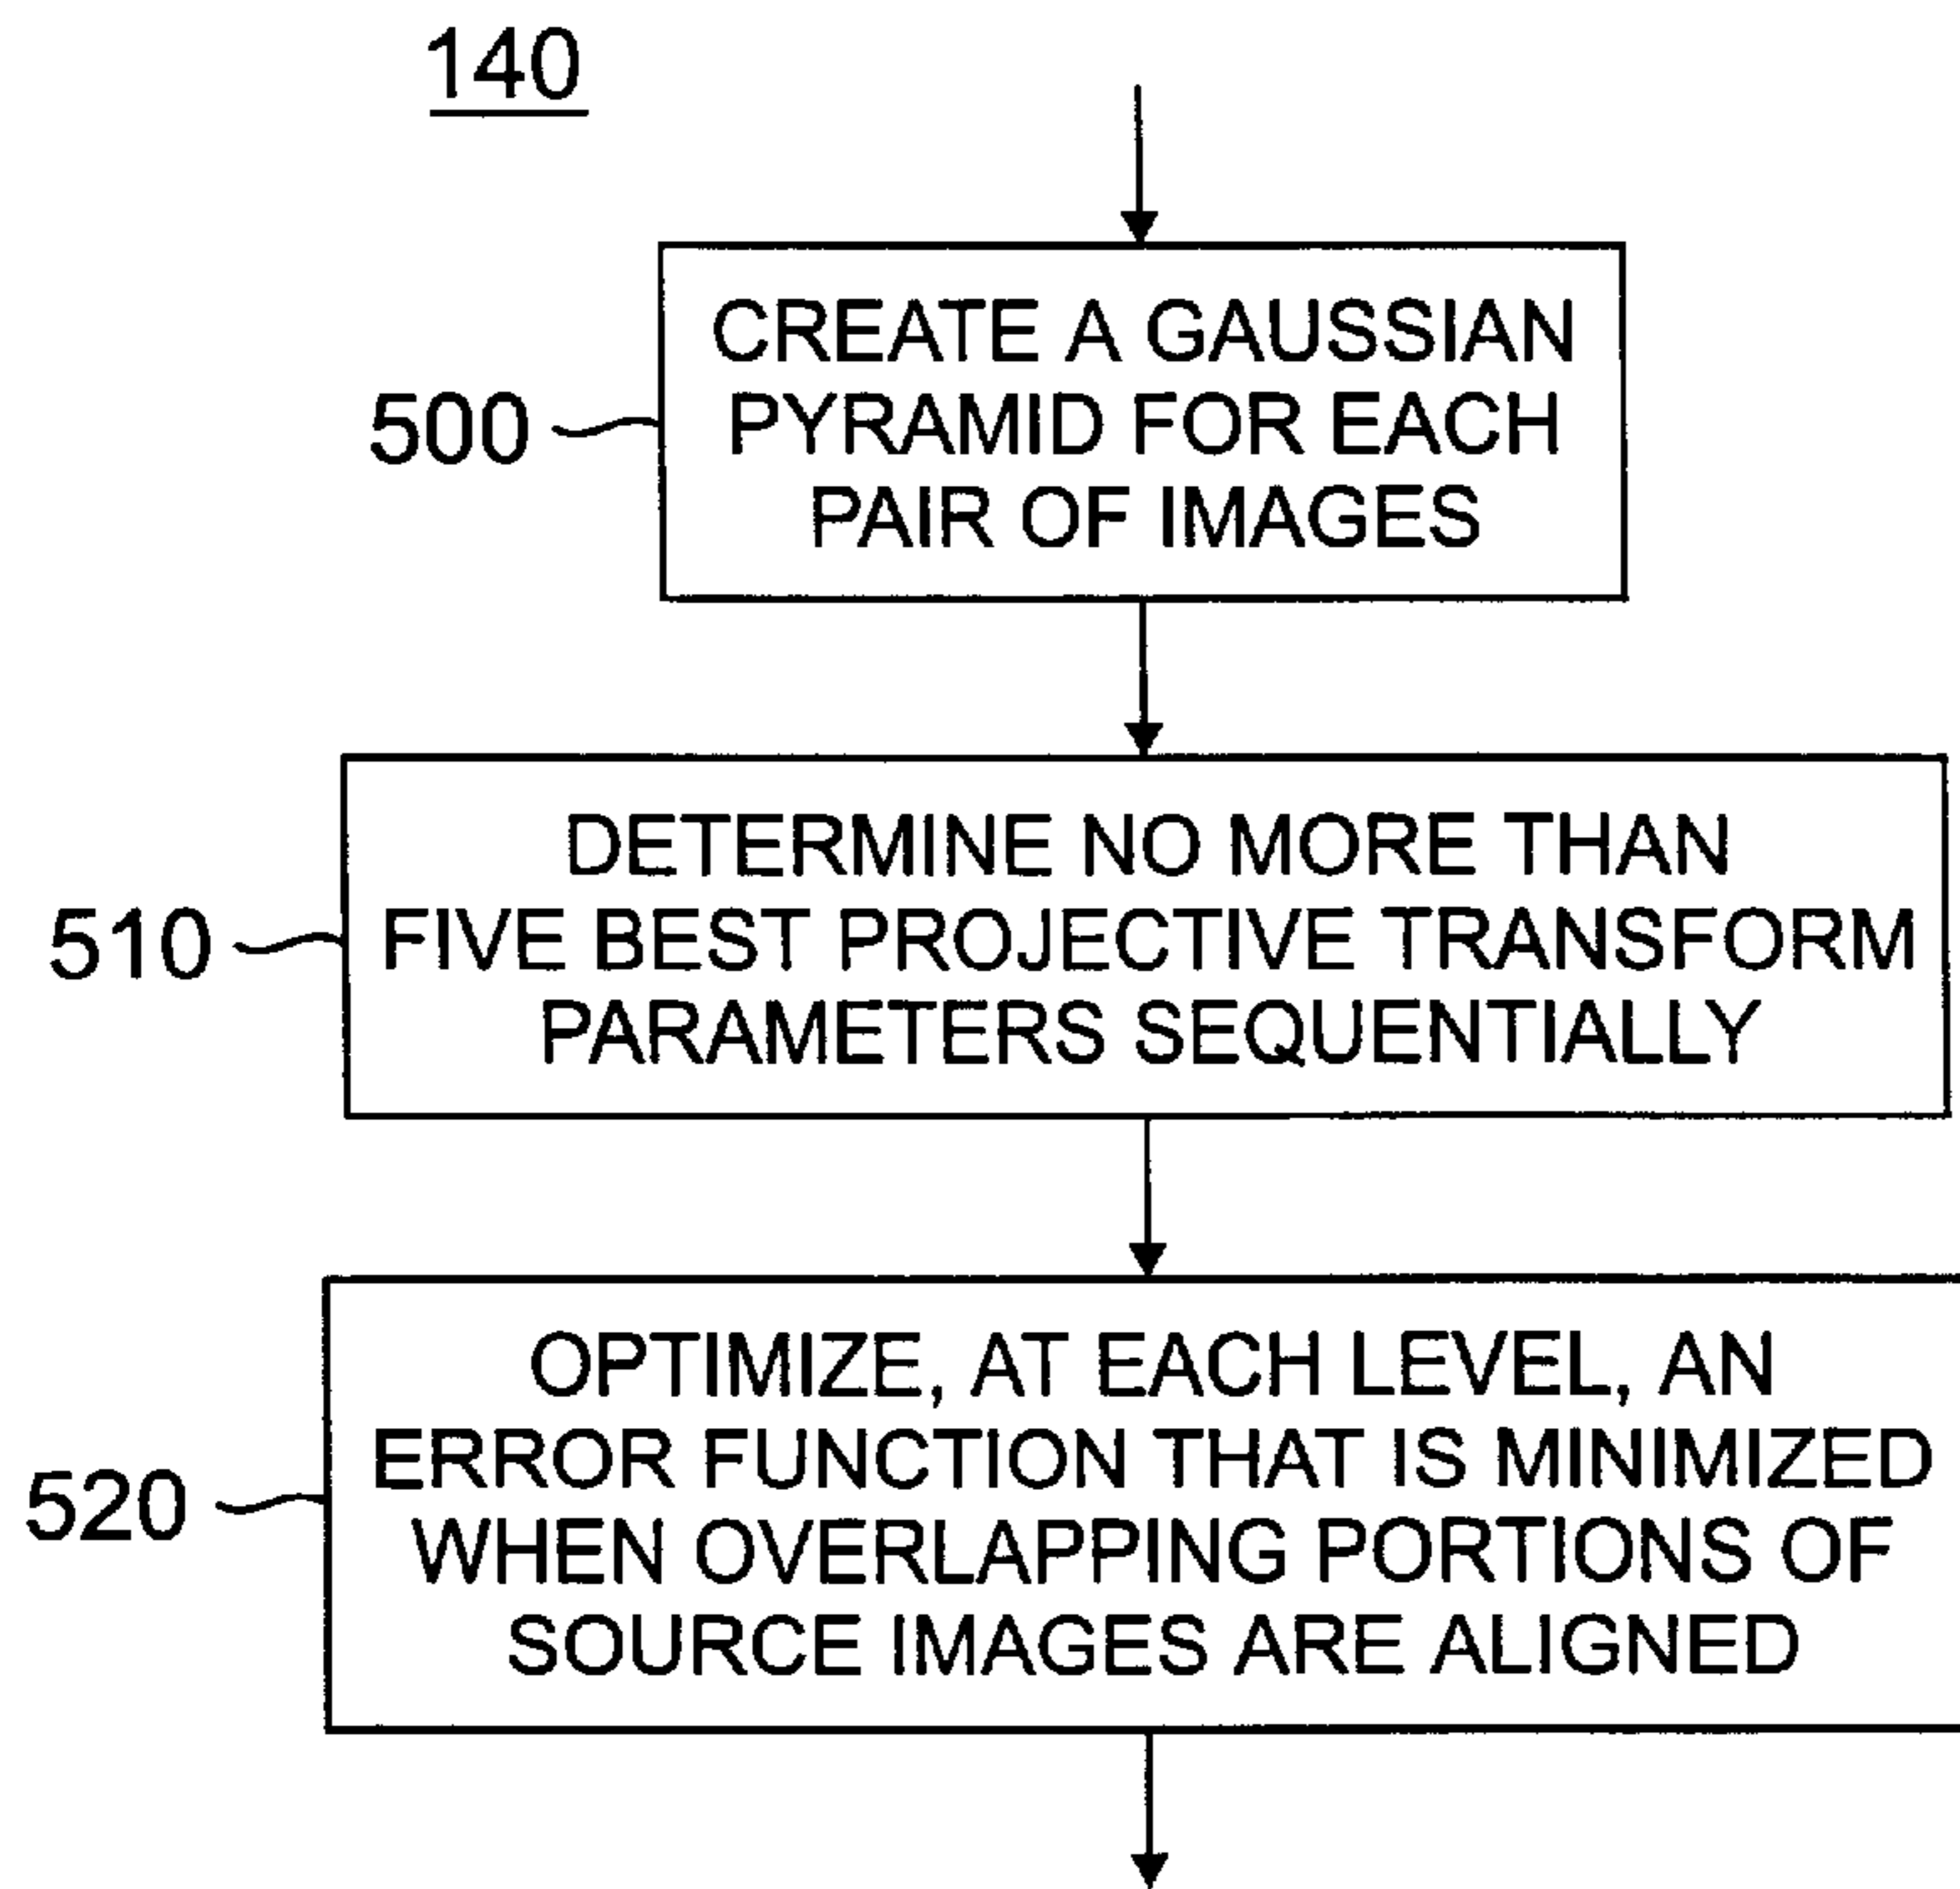 140
CREATE A GAUSSIAN
500
PYRAMID FOR EACH
PAIR OF IMAGES
DETERMINE NO MORE THAN
510
FIVE BEST PROJECTIVE TRANSFORM
PARAMETERS SEQUENTIALLY
OPTIMIZE, AT EACH LEVEL, AN
ERROR FUNCTION THAT IS MINIMIZED
520
WHEN OVERLAPPING PORTIONS OF
SOURCE IMAGES ARE ALIGNED